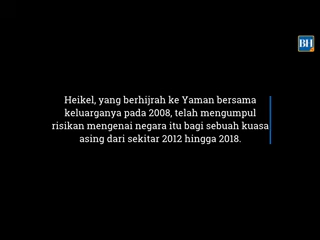 BH
Heikel, yang berhijrah ke Yaman bersama
keluarganya pada 2008, telah mengumpul
risikan mengenai negara itu bagi sebuah kuasa
asing dari sekitar 2012 hingga 2018.